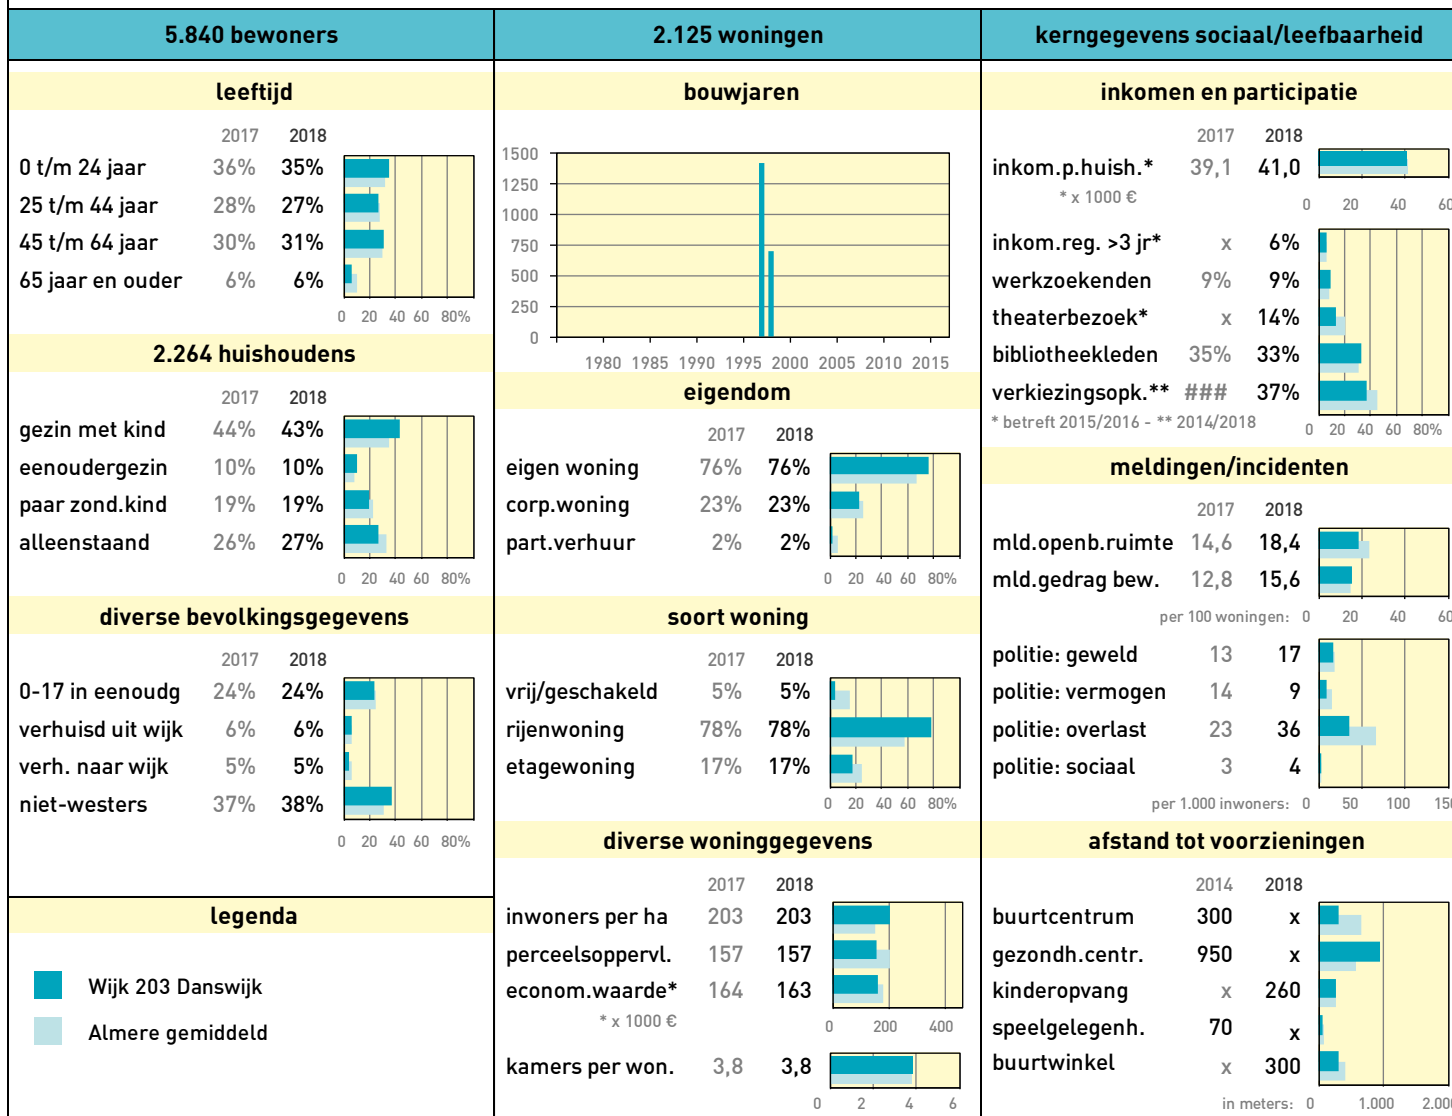 5.840 bewoners
leeftijd
2017 2018
0 t/m 24 jaar 36% 35%
25 t/m 44 jaar 28% 27%
45 t/m 64 jaar 30% 31%
65 jaar en ouder 6% 6%
0 20 40 60 80%
2.264 huishoudens
2017 2018
gezin met kind 44% 43%
eenoudergezin 10% 10%
paar zond.kind 19% 19%
alleenstaand 26% 27%
0 20 40 60 80%
diverse bevolkingsgegevens
2017 2018
0-17 in eenoudg 24% 24%
verhuisd uit wijk 6% 6%
verh. naar wijk 5% 5%
niet-westers 37% 38%
0 20 40 60 80%
legenda
Wijk 203 Danswijk
Almere gemiddeld
2.125 woningen
bouwjaren
1500
1250
1000
750
500
250
0
1980 1985 1990 1995 2000 2005 2010 2015
eigendom
2017 2018
eigen woning 76% 76%
corp.woning 23% 23%
part.verhuur 2% 2%
0 20 40 60 80%
soort woning
2017 2018
vrij/geschakeld 5% 5%
rijenwoning 78% 78%
etagewoning 17% 17%
0 20 40 60 80%
diverse woninggegevens
2017 2018
inwoners per ha 203 203
perceelsoppervl. 157 157
econom.waarde* 164 163
* x 1000 €
0 200 400
kamers per won. 3,8 3,8
0 2 4 6
kerngegevens sociaal/leefbaarheid
inkomen en participatie
2017 2018
inkom.p.huish.* 39,1 41,0
* x 1000 €
0 20 40 60
inkom.reg. >3 jr* x 6%
werkzoekenden 9% 9%
theaterbezoek* x 14%
bibliotheekleden 35% 33%
verkiezingsopk.** ### 37%
* betreft 2015/2016 - ** 2014/2018
0 20 40 60 80%
meldingen/incidenten
2017 2018
mld.openb.ruimte 14,6 18,4
mld.gedrag bew. 12,8 15,6
per 100 woningen: 0 20 40 60
politie: geweld 13 17
politie: vermogen 14 9
politie: overlast 23 36
politie: sociaal 3 4
per 1.000 inwoners: 0 50 100 150
afstand tot voorzieningen
2014 2018
buurtcentrum 300 x
gezondh.centr. 950 x
kinderopvang x 260
speelgelegenh. 70 x
buurtwinkel x 300
in meters: 0 1.000 2.000